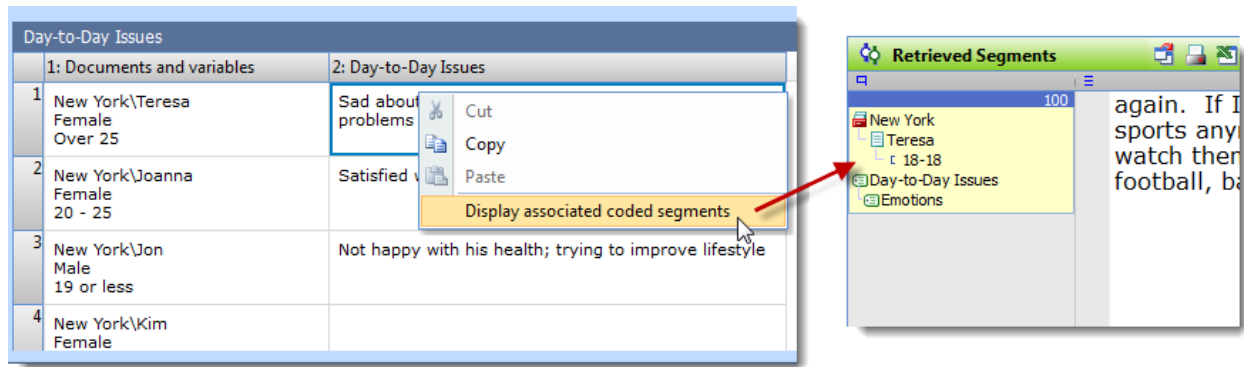 Day-to-Day Issues
1: Documents and variables
2: Day-to-Day Issues
1
New York\Teresa
Female
Over 25
Sad about
problems
2
New York\Joanna
Female
20 - 25
Satisfied
3
New York\Jon
Male
19 or less
Not happy with his health; trying to improve lifestyle
4
New York\Kim
Female
Cut
Copy
Paste
Display associated coded segments
Retrieved Segments
100
New York
Teresa
18-18
Day-to-Day Issues
Emotions
again. If I
sports any
watch then
football, ba